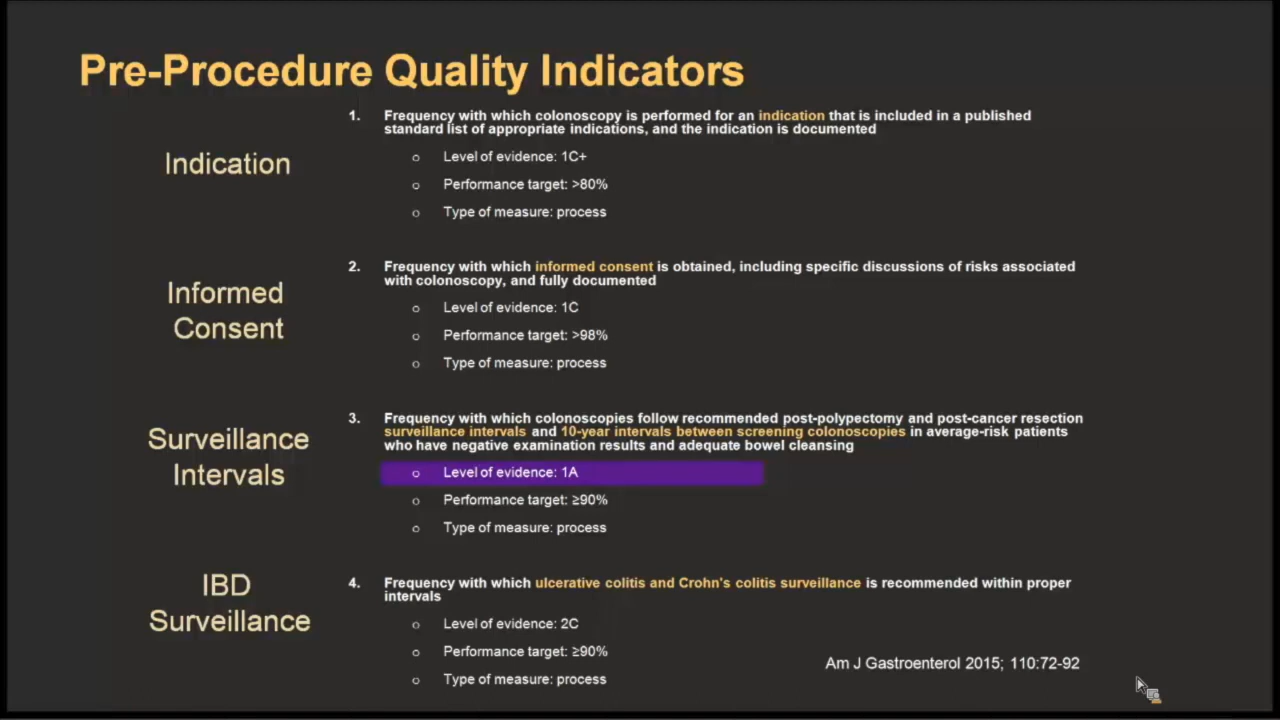 Pre-Procedure Quality Indicators
Indication
1. Frequency with which colonoscopy is performed for an indication that is included in a published
standard list of appropriate indications, and the indication is documented
o Level of evidence: 1C+
o Performance target: >80%
o Type of measure: process
Informed
Consent
2. Frequency with which informed consent is obtained, including specific discussions of risks associated
with colonoscopy, and fully documented
o Level of evidence: 1C
o Performance target: >98%
o Type of measure: process
Surveillance
Intervals
3. Frequency with which colonoscopies follow recommended post-polypectomy and post-cancer resection
surveillance intervals and 10-year intervals between screening colonoscopies in average-risk patients
who have negative examination results and adequate bowel cleansing
o Level of evidence: 1A
o Performance target: ≥90%
o Type of measure: process
IBD
Surveillance
4. Frequency with which ulcerative colitis and Crohn's colitis surveillance is recommended within proper
intervals
o Level of evidence: 2C
o Performance target: ≥90%
o Type of measure: process
Am J Gastroenterol 2015; 110:72-92